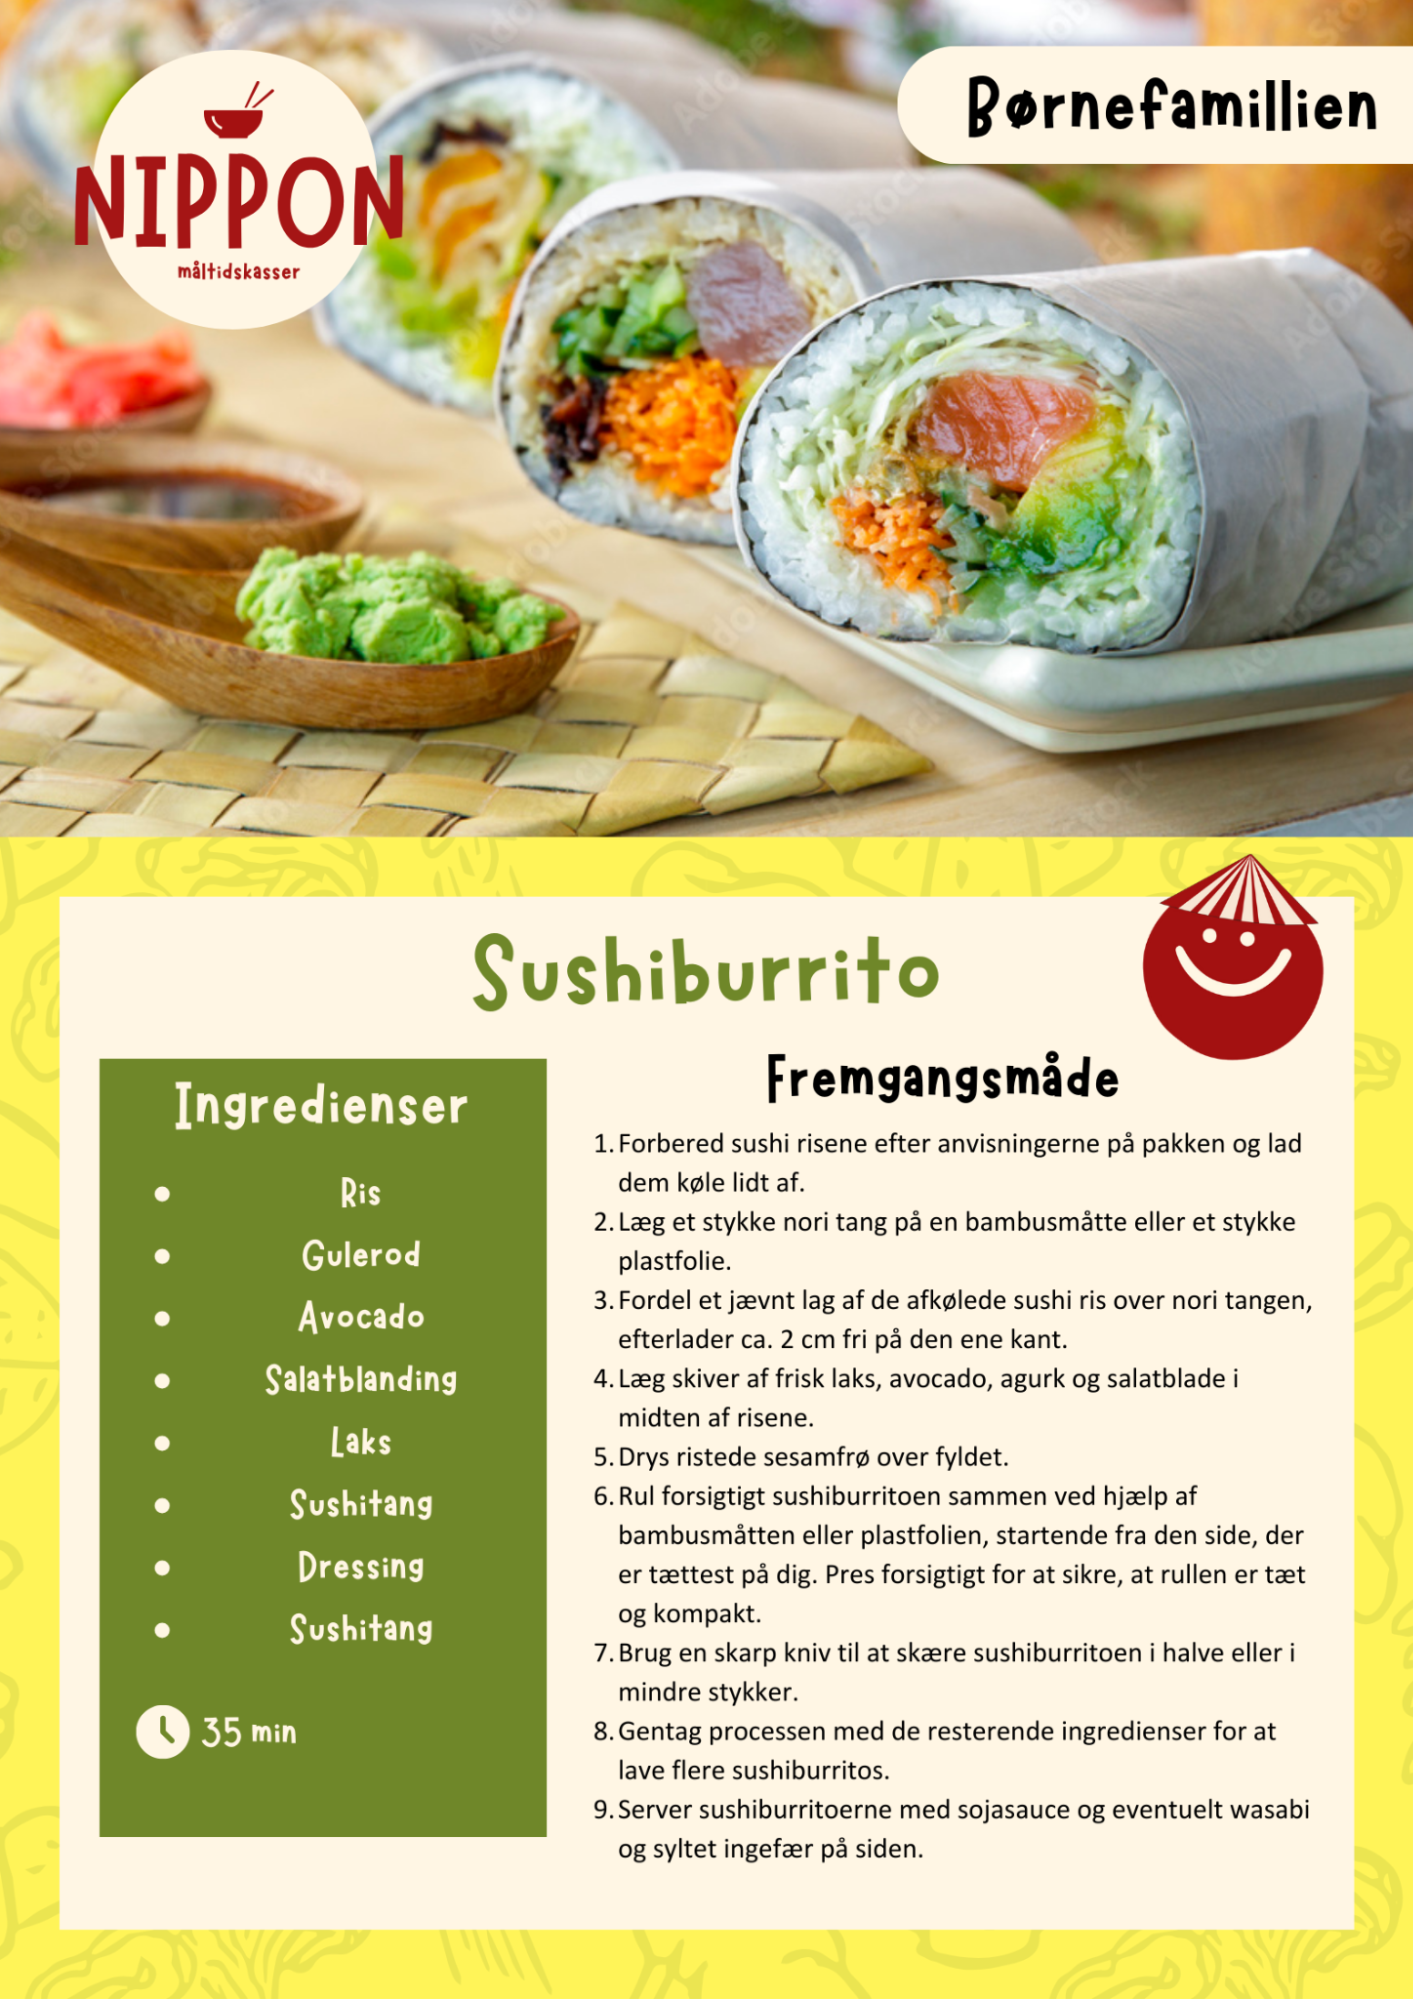 NIPPON
måltidskasser
Børnefamillien
Sushiburrito
Ingredienser
• Ris
• Gulerod
• Avocado
• Salatblanding
• Laks
• Sushitang
• Dressing
• Sushitang
35 min
Fremgangsmåde
1. Forbered sushi risene efter anvisningerne på pakken og lad
dem køle lidt af.
2. Læg et stykke nori tang på en bambusmåtte eller et stykke
plastfolie.
3. Fordel et jævnt lag af de afkølede sushi ris over nori tangen,
efterlader ca. 2 cm fri på den ene kant.
4. Læg skiver af frisk laks, avocado, agurk og salatblade i
midten af risene.
5. Drys ristede sesamfrø over fyldet.
6. Rul forsigtigt sushiburritoen sammen ved hjælp af
bambusmåtten eller plastfolien, startende fra den side, der
er tættest på dig. Pres forsigtigt for at sikre, at rullen er tæt
og kompakt.
7. Brug en skarp kniv til at skære sushiburritoen i halve eller i
mindre stykker.
8. Gentag processen med de resterende ingredienser for at
lave flere sushiburritos.
9. Server sushiburritoerne med sojasauce og eventuelt wasabi
og syltet ingefær på siden.